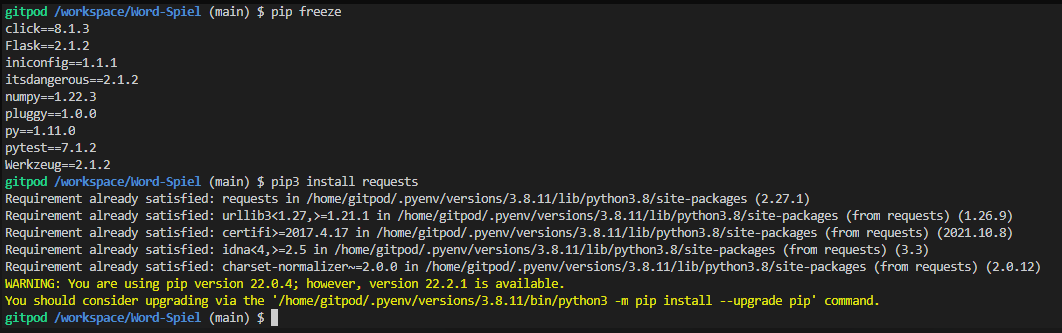 gitpod /workspace/Word-Spiel (main) $ pip freeze
click==8.1.3
Flask==2.1.2
iniconfig==1.1.1
itsdangerous==2.1.2
numpy==1.22.3
pluggy==1.0.0
py==1.11.0
pytest==7.1.2
Werkzeug==2.1.2
gitpod /workspace/Word-Spiel (main) $ pip3 install requests
Requirement already satisfied: requests in /home/gitpod/.pyenv/versions/3.8.11/lib/python3.8/site-packages (2.27.1)
Requirement already satisfied: urllib3<1.27,>=1.21.1 in /home/gitpod/.pyenv/versions/3.8.11/lib/python3.8/site-packages (from requests) (1.26.9)
Requirement already satisfied: certifi>=2017.4.17 in /home/gitpod/.pyenv/versions/3.8.11/lib/python3.8/site-packages (from requests) (2021.10.8)
Requirement already satisfied: idna<4,>=2.5 in /home/gitpod/.pyenv/versions/3.8.11/lib/python3.8/site-packages (from requests) (3.3)
Requirement already satisfied: charset-normalizer~=2.0.0 in /home/gitpod/.pyenv/versions/3.8.11/lib/python3.8/site-packages (from requests) (2.0.12)
WARNING: You are using pip version 22.0.4; however, version 22.2.1 is available.
You should consider upgrading via the '/home/gitpod/.pyenv/versions/3.8.11/bin/python3 -m pip install --upgrade pip' command.
gitpod /workspace/Word-Spiel (main) $